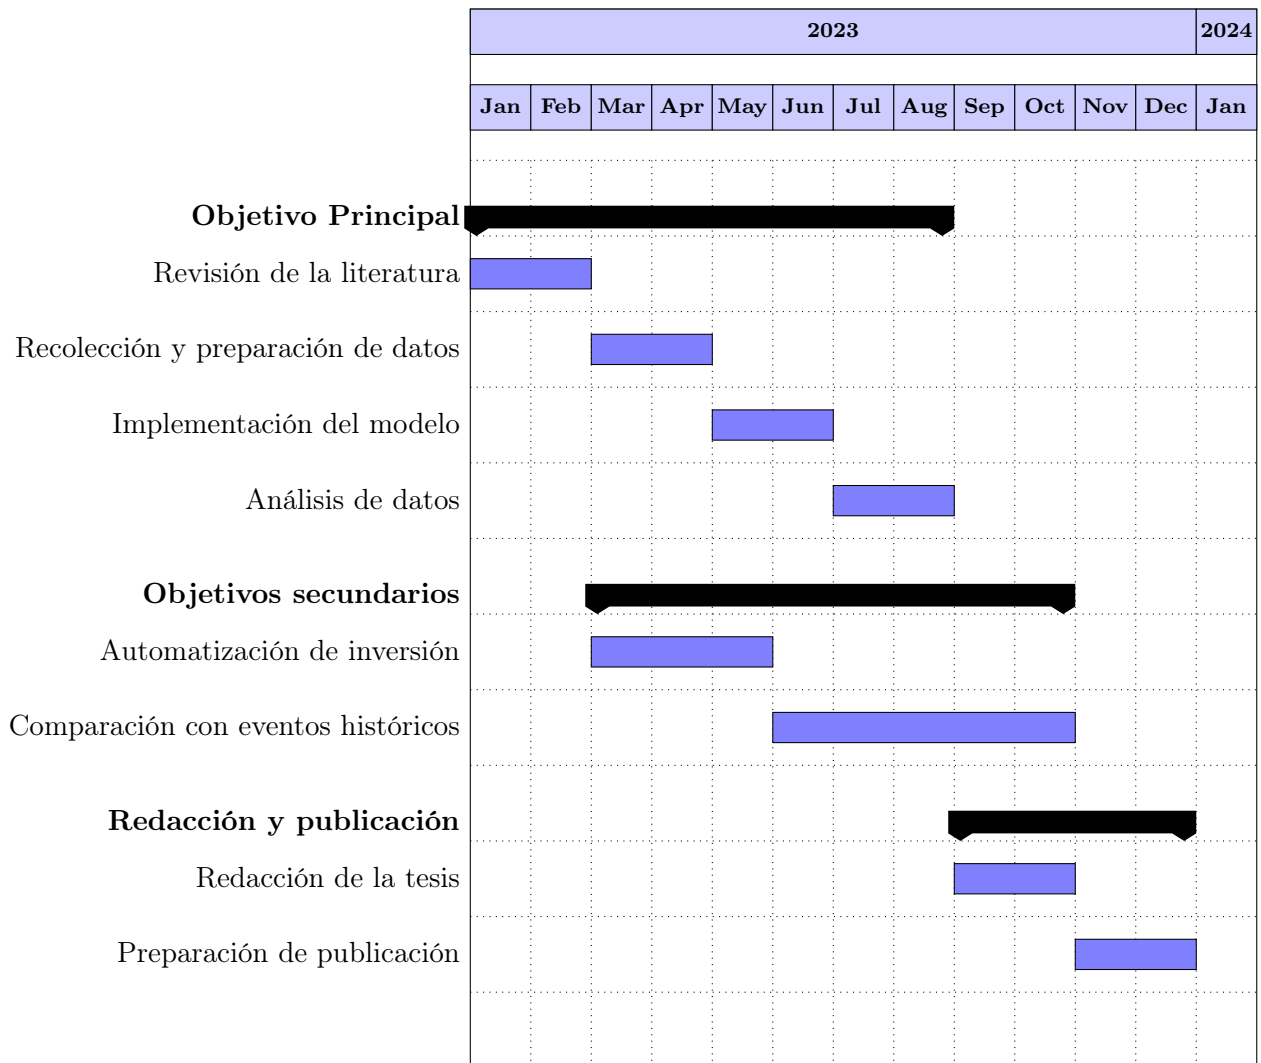 2023 2024
Jan Feb Mar Apr May Jun Jul Aug Sep Oct Nov Dec Jan
Objetivo Principal
Revisión de la literatura
Recolección y preparación de datos
Implementación del modelo
Análisis de datos
Objetivos secundarios
Automatización de inversión
Comparación con eventos históricos
Redacción y publicación
Redacción de la tesis
Preparación de publicación